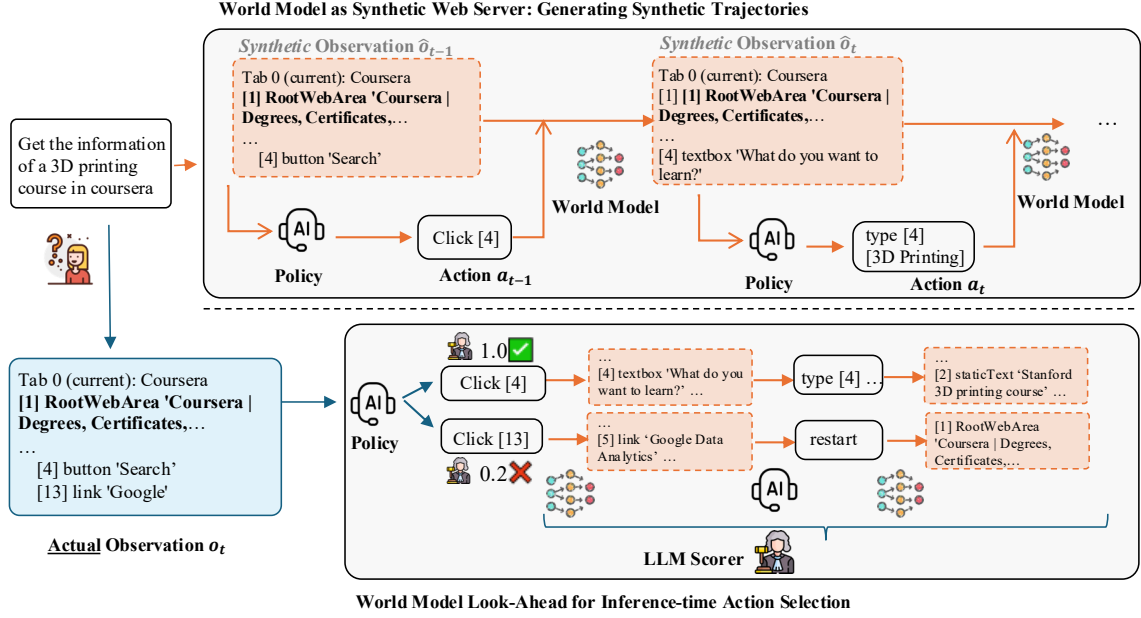 World Model as Synthetic Web Server: Generating Synthetic Trajectories
Synthetic Observation ô_{t−1}
Tab 0 (current): Coursera
[1] RootWebArea 'Coursera |
Degrees, Certificates,…
…
[4] button 'Search’
Synthetic Observation ô_t
Tab 0 (current): Coursera
[1] [1] RootWebArea 'Coursera |
Degrees, Certificates,…
…
[4] textbox 'What do you want to
learn?'
…
Get the information
of a 3D printing
course in coursera
World Model
World Model
AI
Policy
Click [4]
Action a_{t−1}
AI
Policy
type [4]
[3D Printing]
Action a_t
Tab 0 (current): Coursera
[1] RootWebArea 'Coursera |
Degrees, Certificates,…
…
[4] button 'Search’
[13] link 'Google'
Actual Observation o_t
AI
Policy
1.0
Click [4]
…
[4] textbox 'What do you
want to learn?’ …
type [4] …
…
[2] staticText ‘Stanford
3D printing course’ …
Click [13]
0.2
…
[5] link ‘Google Data
Analytics’ …
restart
[1] RootWebArea
'Coursera | Degrees,
Certificates,…
AI
LLM Scorer
World Model Look-Ahead for Inference-time Action Selection